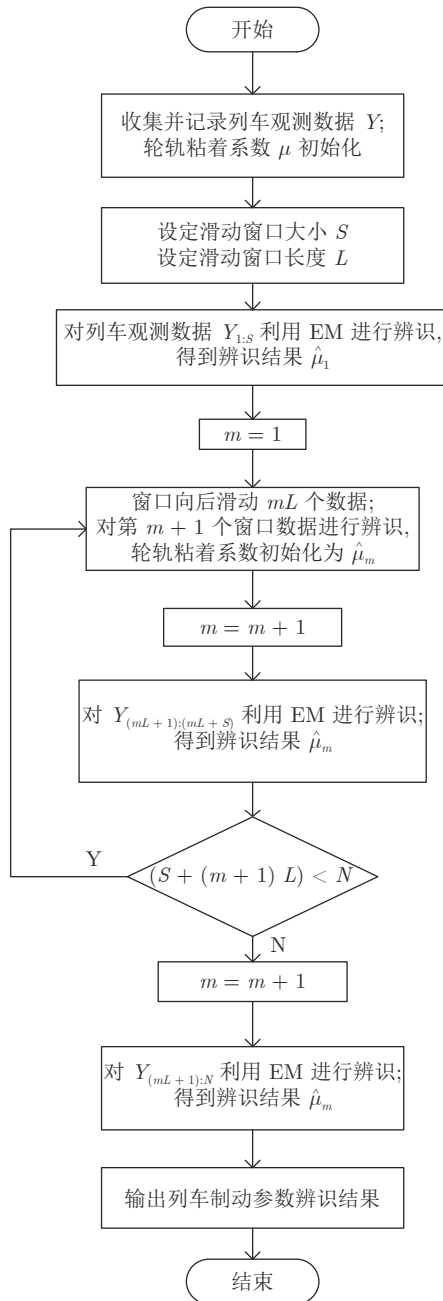 开始
收集并记录列车观测数据 Y;
轮轨粘着系数 μ 初始化
设定滑动窗口大小 S
设定滑动窗口长度 L
对列车观测数据 Y_{1:S} 利用 EM 进行辨识,
得到辨识结果 μ̂_1
m = 1
窗口向后滑动 mL 个数据;
对第 m + 1 个窗口数据进行辨识,
轮轨粘着系数初始化为 μ̂_m
m = m + 1
对 Y_{(mL + 1):(mL + S)} 利用 EM 进行辨识;
得到辨识结果 μ̂_m
Y
(S + (m + 1) L) < N
N
m = m + 1
对 Y_{(mL + 1):N} 利用 EM 进行辨识;
得到辨识结果 μ̂_m
输出列车制动参数辨识结果
结束